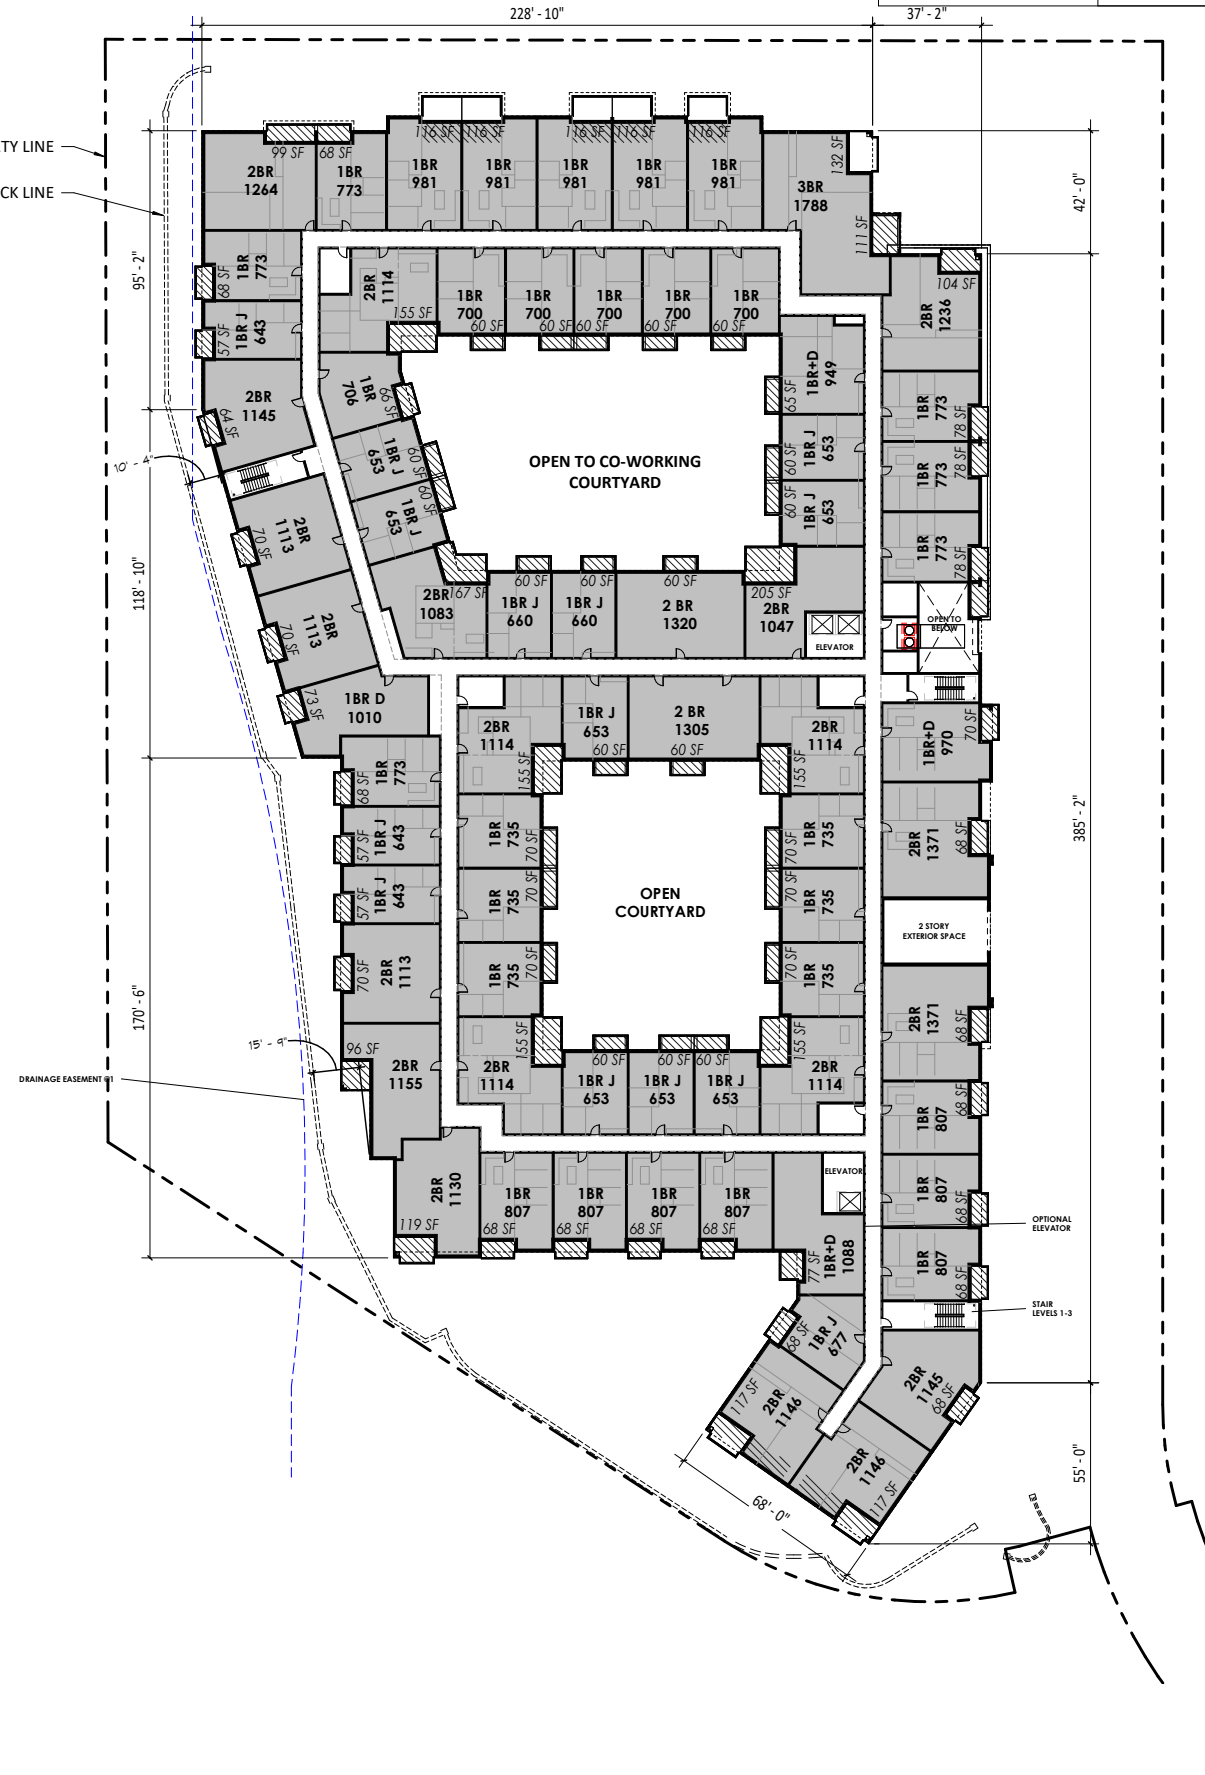 228' - 10"
37' - 2"
TY LINE
CK LINE
99 SF
68 SF
116 SF
116 SF
116 SF
116 SF
116 SF
132 SF
2BR
1264
1BR
773
1BR
981
1BR
981
1BR
981
1BR
981
1BR
981
3BR
1788
42' - 0"
111 SF
95' - 2"
68 SF
1BR
773
2BR
1114
155 SF
1BR
700
1BR
700
1BR
700
1BR
700
1BR
700
60 SF
60 SF
60 SF
60 SF
60 SF
104 SF
2BR
1236
57 SF
1BR J
643
1BR
706
66 SF
65 SF
1BR+D
949
2BR
1145
64 SF
1BR
773
78 SF
1BR J
653
60 SF
60 SF
1BR J
653
10' - 4"
OPEN TO CO-WORKING
COURTYARD
1BR
773
78 SF
1BR J
653
60 SF
60 SF
1BR J
653
2BR
1113
70 SF
1BR
773
78 SF
118' - 10"
2BR
1083
167 SF
60 SF
60 SF
60 SF
205 SF
1BR J
660
1BR J
660
2 BR
1320
2BR
1047
ELEVATOR
OPEN TO
BELOW
2BR
1113
70 SF
73 SF
1BR D
1010
2BR
1114
155 SF
1BR J
653
60 SF
2 BR
1305
60 SF
2BR
1114
155 SF
1BR+D
970
70 SF
68 SF
1BR
773
385' - 2"
57 SF
1BR J
643
1BR
735
70 SF
70 SF
1BR
735
2BR
1371
68 SF
57 SF
1BR J
643
1BR
735
70 SF
OPEN
COURTYARD
70 SF
1BR
735
2 STORY
EXTERIOR SPACE
70 SF
2BR
1113
1BR
735
70 SF
70 SF
1BR
735
170' - 6"
2BR
1371
68 SF
15' - 9"
96 SF
2BR
1155
155 SF
2BR
1114
60 SF
60 SF
60 SF
1BR J
653
1BR J
653
1BR J
653
155 SF
2BR
1114
DRAINAGE EASEMENT
1BR
807
68 SF
2BR
1130
119 SF
1BR
807
68 SF
1BR
807
68 SF
1BR
807
68 SF
1BR
807
68 SF
ELEVATOR
1BR
807
68 SF
OPTIONAL
ELEVATOR
77 SF
1BR+D
1088
1BR
807
68 SF
STAIR
LEVELS 1-3
68 SF
1BR J
677
2BR
1145
68 SF
117 SF
2BR
1146
2BR
1146
117 SF
55' - 0"
68' - 0"